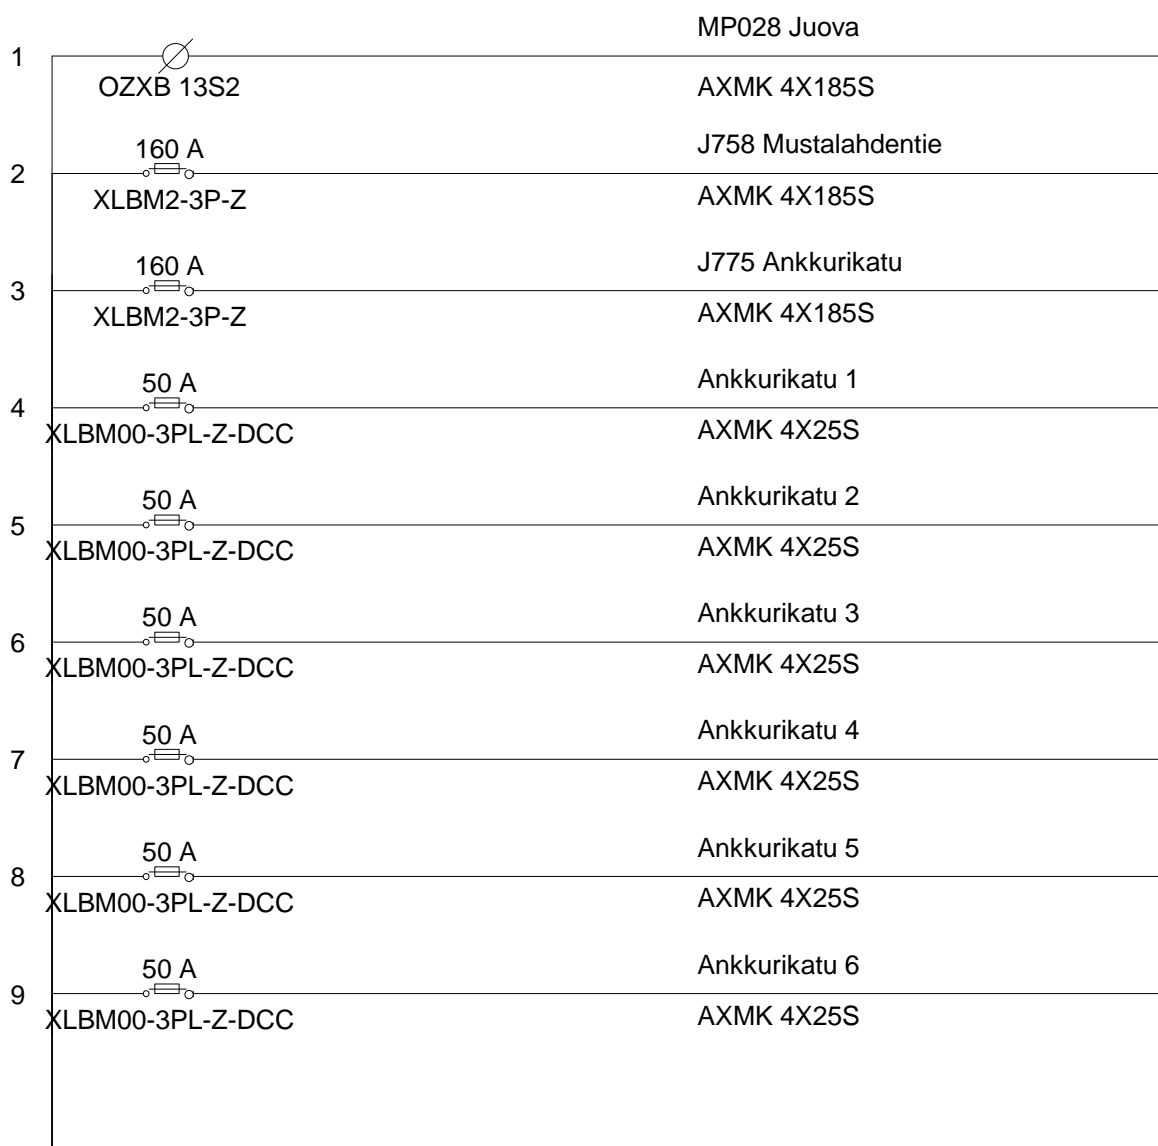 MP028 Juova
1
OZXB 13S2
AXMK 4X185S
160 A
J758 Mustalahdentie
2
XLBM2-3P-Z
AXMK 4X185S
160 A
J775 Ankkurikatu
3
XLBM2-3P-Z
AXMK 4X185S
50 A
Ankkurikatu 1
4
XLBM00-3PL-Z-DCC
AXMK 4X25S
50 A
Ankkurikatu 2
5
XLBM00-3PL-Z-DCC
AXMK 4X25S
50 A
Ankkurikatu 3
6
XLBM00-3PL-Z-DCC
AXMK 4X25S
50 A
Ankkurikatu 4
7
XLBM00-3PL-Z-DCC
AXMK 4X25S
50 A
Ankkurikatu 5
8
XLBM00-3PL-Z-DCC
AXMK 4X25S
50 A
Ankkurikatu 6
9
XLBM00-3PL-Z-DCC
AXMK 4X25S